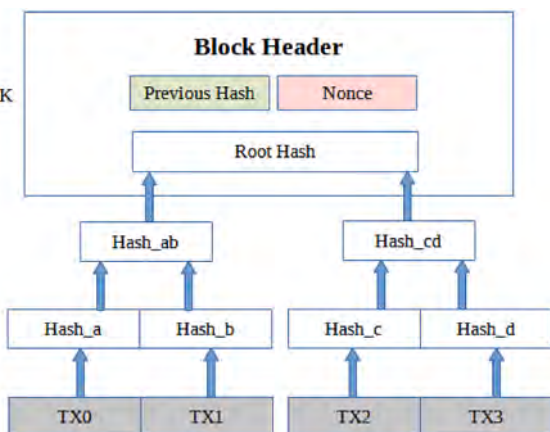 Block Header
K
Previous Hash Nonce
Root Hash
Hash_ab Hash_cd
Hash_a Hash_b Hash_c Hash_d
TX0 TX1 TX2 TX3